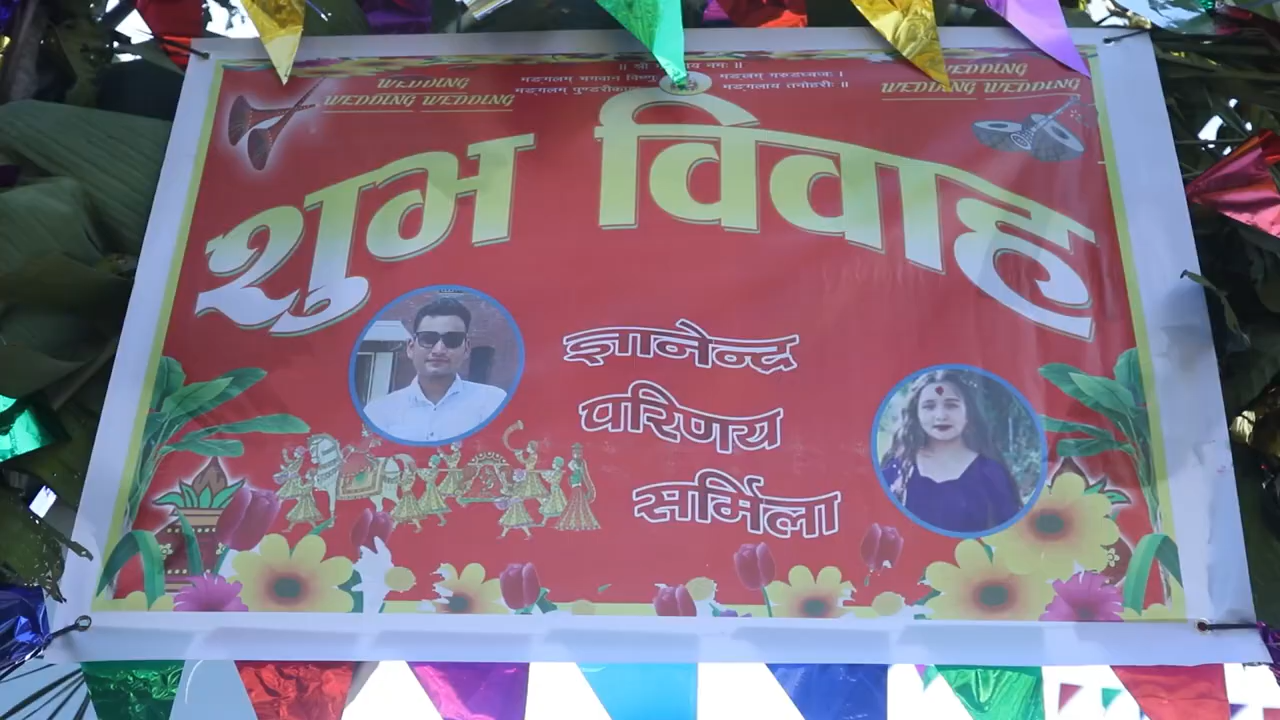 ॥ श्री
नमः ॥
मङ्गलम् भगवान विष्णु
मङ्गलम् गरुडध्वजः ।
मङ्गलम्
मङ्गलाय तनोहरीः ॥
WEDDING
WEDDING WEDDING
WEDDING
WEDDING WEDDING
शुभ विवाह
ज्ञानेन्द्र
परिणय
सर्मिला